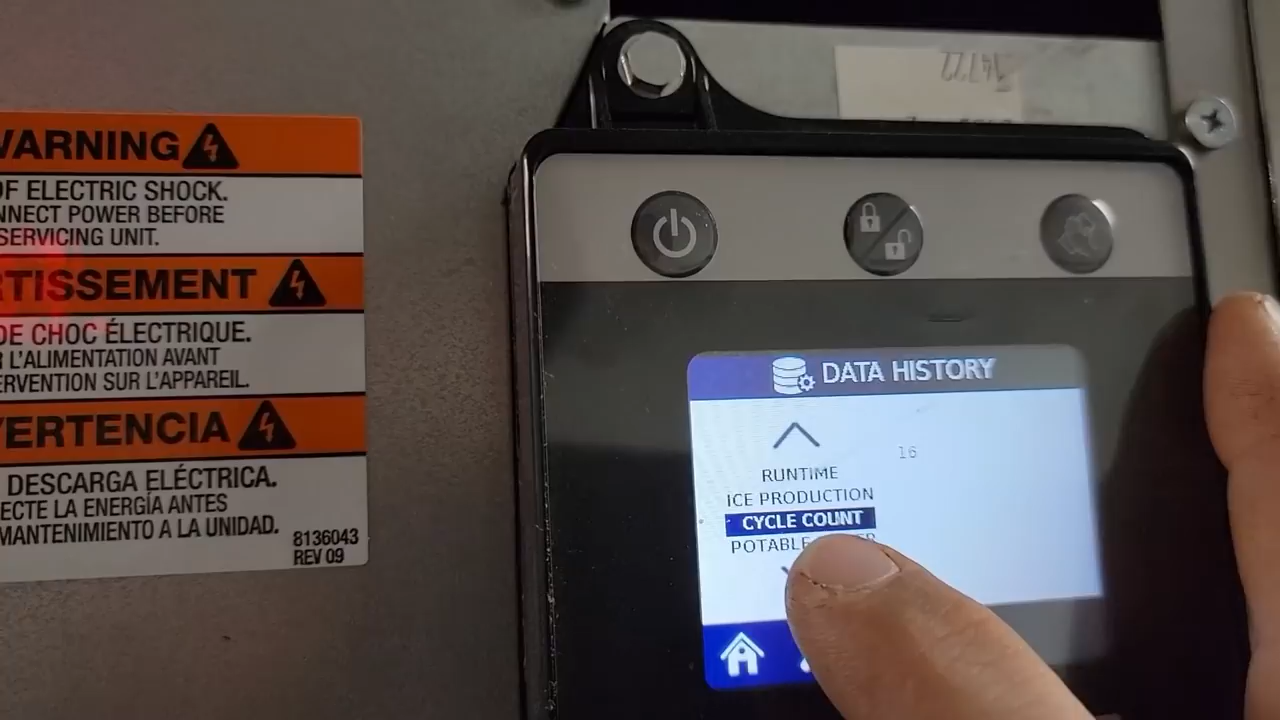 WARNING
OF ELECTRIC SHOCK.
NNECT POWER BEFORE
SERVICING UNIT.
RTISSEMENT
DE CHOC ÉLECTRIQUE.
R L'ALIMENTATION AVANT
ERVENTION SUR L'APPAREIL.
VERTENCIA
DESCARGA ELÉCTRICA.
ECTE LA ENERGÍA ANTES
MANTENIMIENTO A LA UNIDAD.
8136043
REV 09
DATA HISTORY
RUNTIME
16
ICE PRODUCTION
CYCLE COUNT
POTABLE